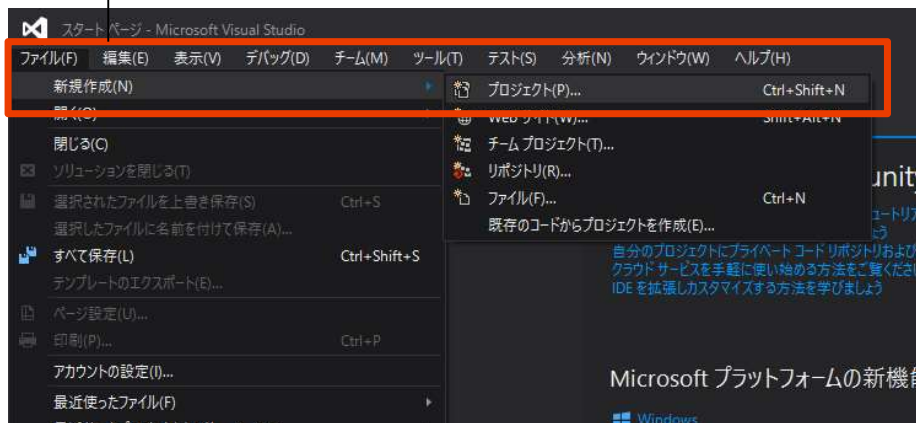 スタート ページ - Microsoft Visual Studio
ファイル(F) 編集(E) 表示(V) デバッグ(D) チーム(M) ツール(T) テスト(S) 分析(N) ウィンドウ(W) ヘルプ(H)
新規作成(N)
開く(O)
閉じる(C)
ソリューションを閉じる(T)
選択されたファイルを上書き保存(S) Ctrl+S
選択したファイルに名前を付けて保存(A)...
すべて保存(L) Ctrl+Shift+S
テンプレートのエクスポート(E)...
ページ設定(U)...
印刷(P)... Ctrl+P
アカウントの設定(I)...
最近使ったファイル(F)
プロジェクト(P)... Ctrl+Shift+N
Web サイト(W)... Shift+Alt+N
チーム プロジェクト(T)...
リポジトリ(R)...
ファイル(F)... Ctrl+N
既存のコードからプロジェクトを作成(E)...
自分のプロジェクトにプライベート コード リポジトリおよび
クラウド サービスを手軽に使い始める方法をご覧くださ
IDE を拡張しカスタマイズする方法を学びましょう
Microsoft プラットフォームの新機
Windows